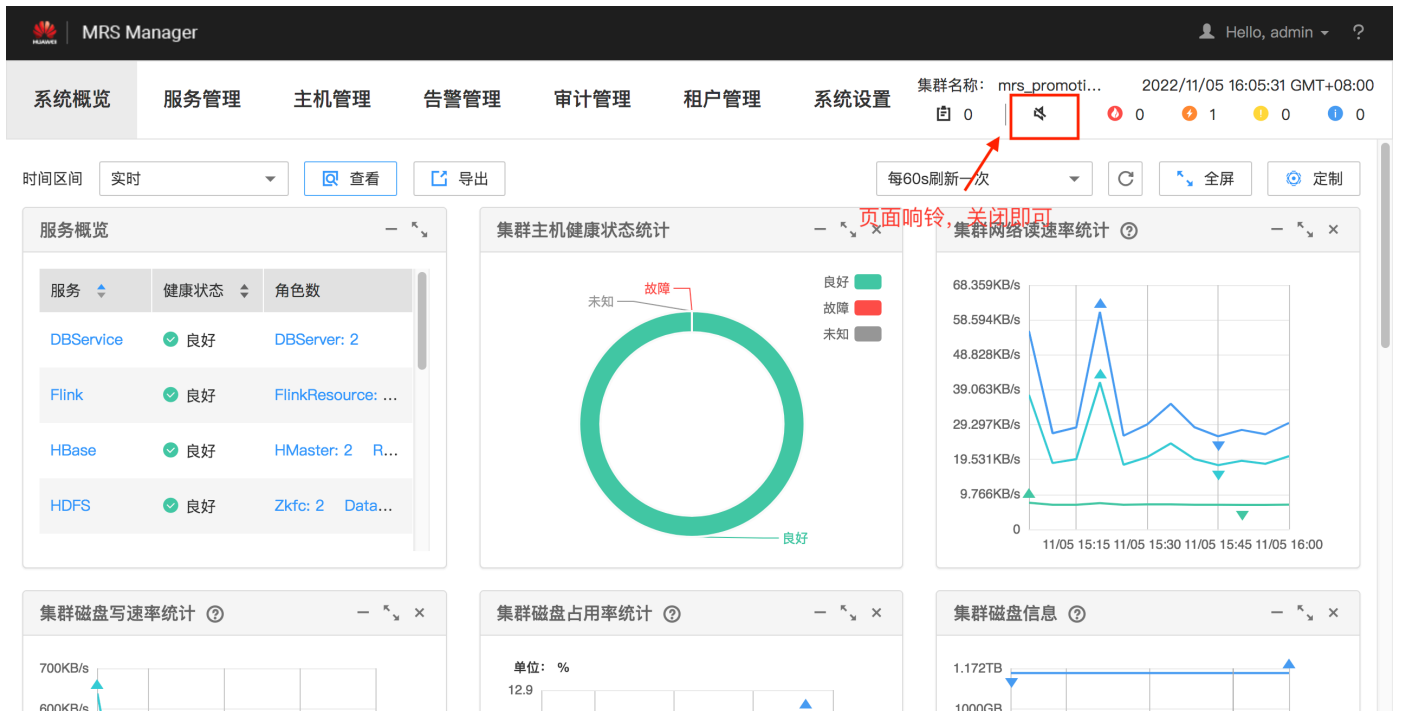 HUAWEI
MRS Manager
Hello, admin
?
系统概览 服务管理 主机管理 告警管理 审计管理 租户管理 系统设置
集群名称： mrs_promoti... 2022/11/05 16:05:31 GMT+08:00
0 0 1 0 0
时间区间 实时 查看 导出 每60s刷新一次 全屏 定制
页面响铃，关闭即可
服务概览
服务 健康状态 角色数
DBService 良好 DBServer: 2
Flink 良好 FlinkResource: ...
HBase 良好 HMaster: 2 R...
HDFS 良好 Zkfc: 2 Data...
集群主机健康状态统计
良好
故障
未知
故障
未知
良好
集群网络读速率统计 ?
68.359KB/s
58.594KB/s
48.828KB/s
39.063KB/s
29.297KB/s
19.531KB/s
9.766KB/s
0
11/05 15:15 11/05 15:30 11/05 15:45 11/05 16:00
集群磁盘写速率统计 ?
700KB/s
600KB/s
集群磁盘占用率统计 ?
单位： %
12.9
集群磁盘信息 ?
1.172TB
1000GB